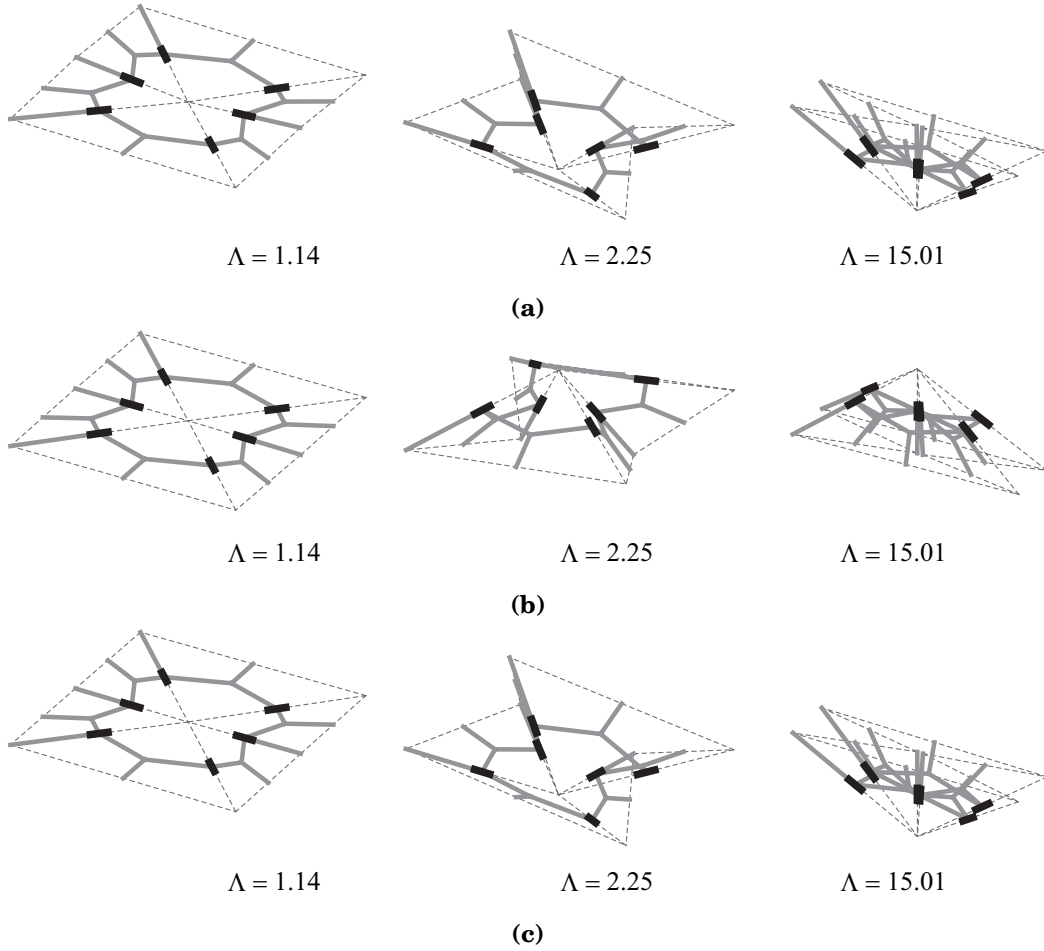 Λ = 1.14 Λ = 2.25 Λ = 15.01
(a)
Λ = 1.14 Λ = 2.25 Λ = 15.01
(b)
Λ = 1.14 Λ = 2.25 Λ = 15.01
(c)